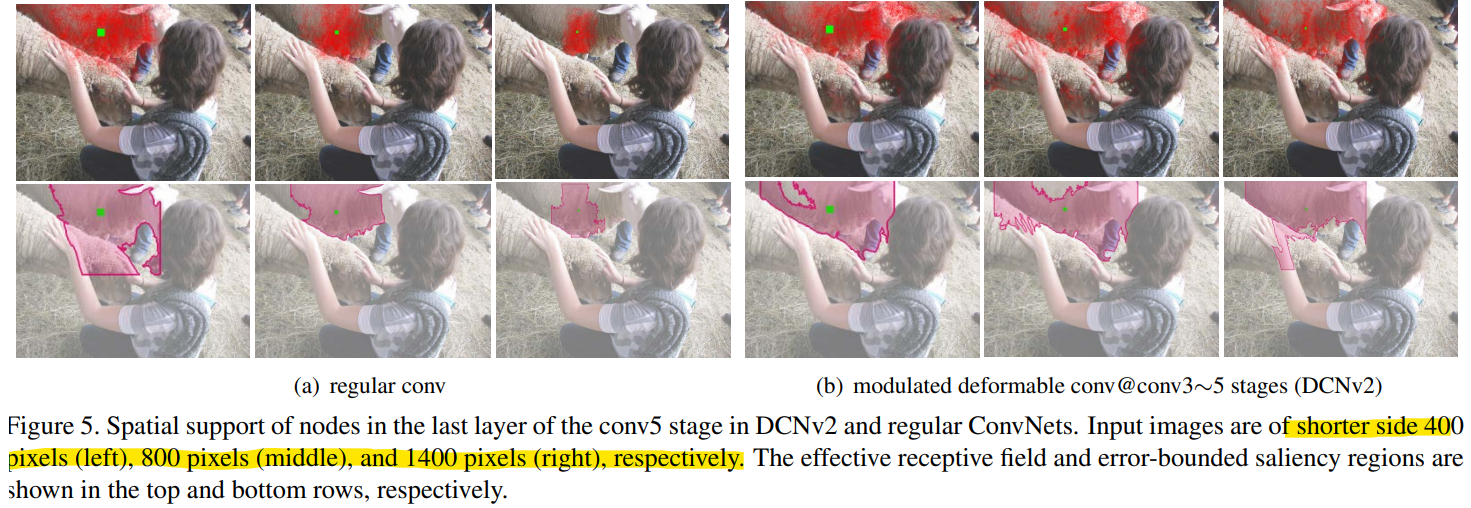 (a) regular conv
(b) modulated deformable conv@conv3∼5 stages (DCNv2)
Figure 5. Spatial support of nodes in the last layer of the conv5 stage in DCNv2 and regular ConvNets. Input images are of shorter side 400
pixels (left), 800 pixels (middle), and 1400 pixels (right), respectively. The effective receptive field and error-bounded saliency regions are
shown in the top and bottom rows, respectively.